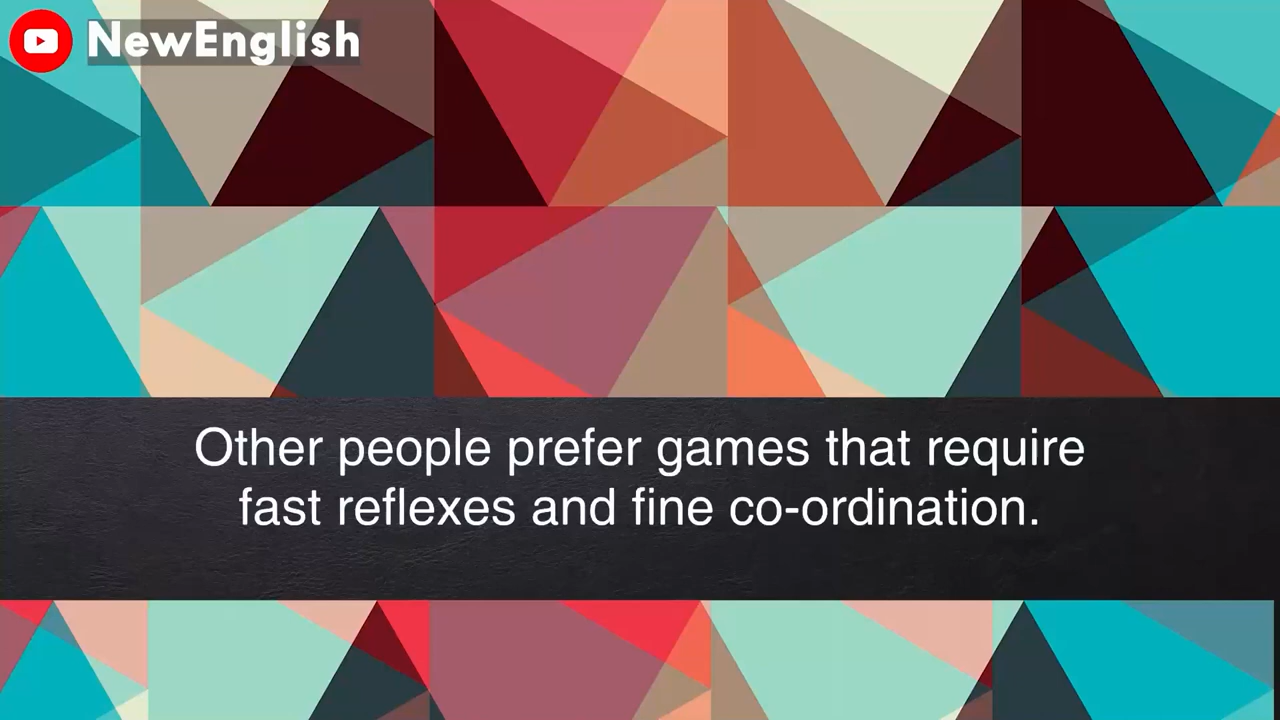 NewEnglish
Other people prefer games that require
fast reflexes and fine co-ordination.